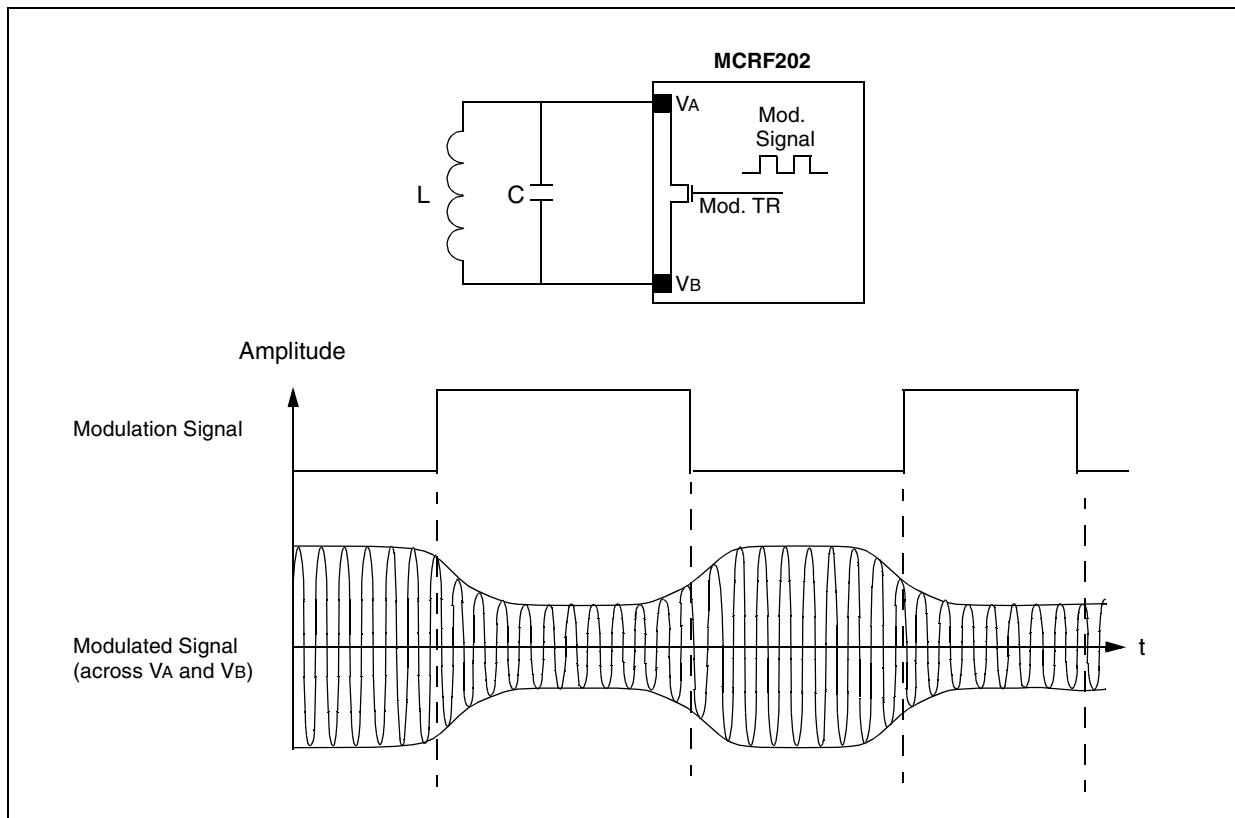 MCRF202
VA
Mod.
Signal
L
C
Mod. TR
VB
Amplitude
Modulation Signal
Modulated Signal
(across VA and VB)
t